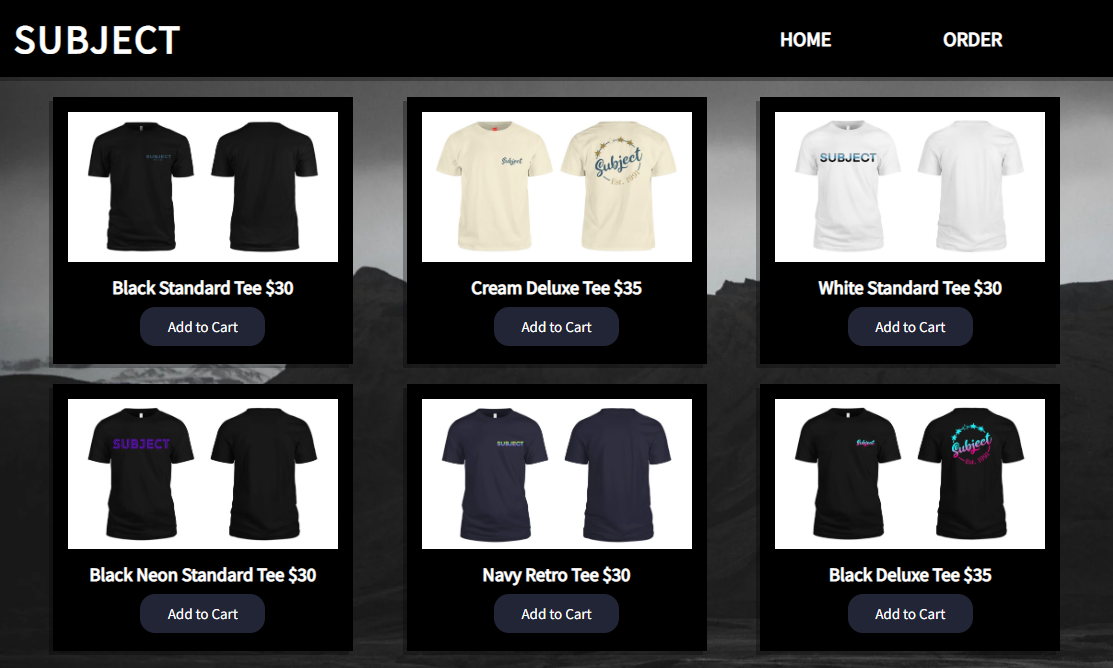 SUBJECT
HOME
ORDER
SUBJECT
Subject
Subject
Est. 1991
SUBJECT
Black Standard Tee $30
Cream Deluxe Tee $35
White Standard Tee $30
Add to Cart
Add to Cart
Add to Cart
SUBJECT
SUBJECT
Subject
Subject
Est. 1991
Black Neon Standard Tee $30
Navy Retro Tee $30
Black Deluxe Tee $35
Add to Cart
Add to Cart
Add to Cart